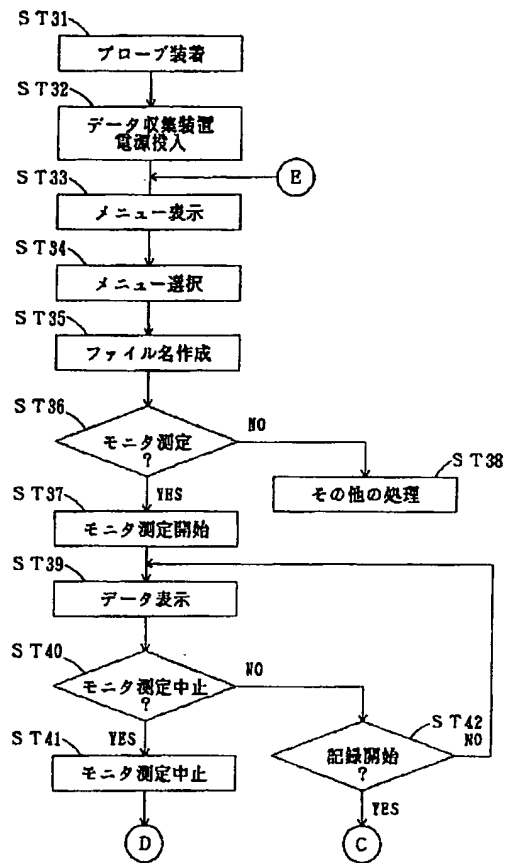 ST31
プローブ装着
ST32
データ収集装置
電源投入
E
ST33
メニュー表示
ST34
メニュー選択
ST35
ファイル名作成
ST36
モニタ測定
?
NO
YES
ST38
その他の処理
ST37
モニタ測定開始
ST39
データ表示
ST40
モニタ測定中止
?
NO
YES
ST42
記録開始
?
NO
YES
ST41
モニタ測定中止
D
C